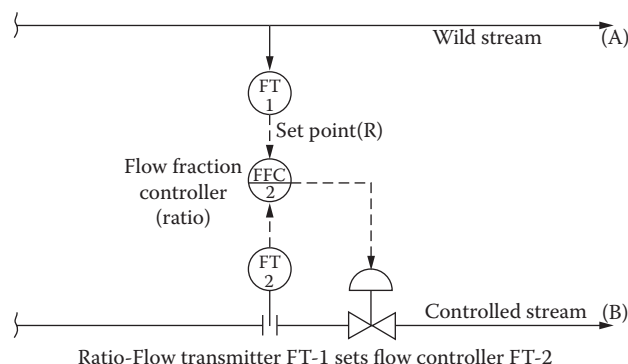 Wild stream
(A)
FT
1
Set point(R)
Flow fraction
controller
(ratio)
FFC
2
FT
2
Controlled stream
(B)
Ratio-Flow transmitter FT-1 sets flow controller FT-2